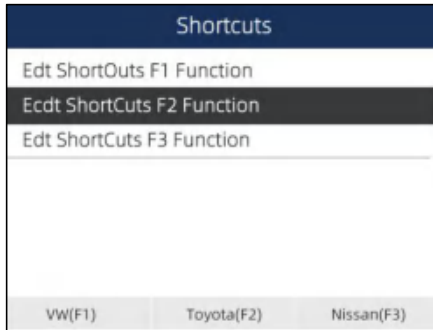 Shortcuts
Edt ShortOuts F1 Function
Ecdt ShortCuts F2 Function
Edt ShortCuts F3 Function
VW(F1) Toyota(F2) Nissan(F3)